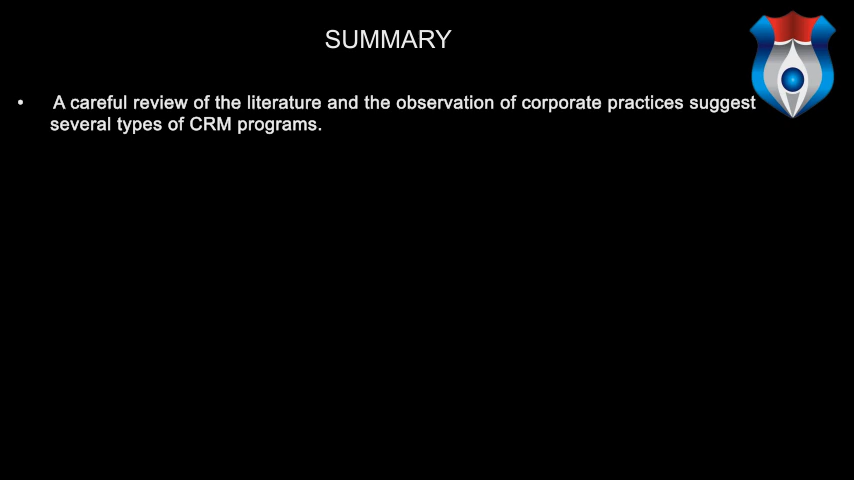 SUMMARY
• A careful review of the literature and the observation of corporate practices suggest
several types of CRM programs.